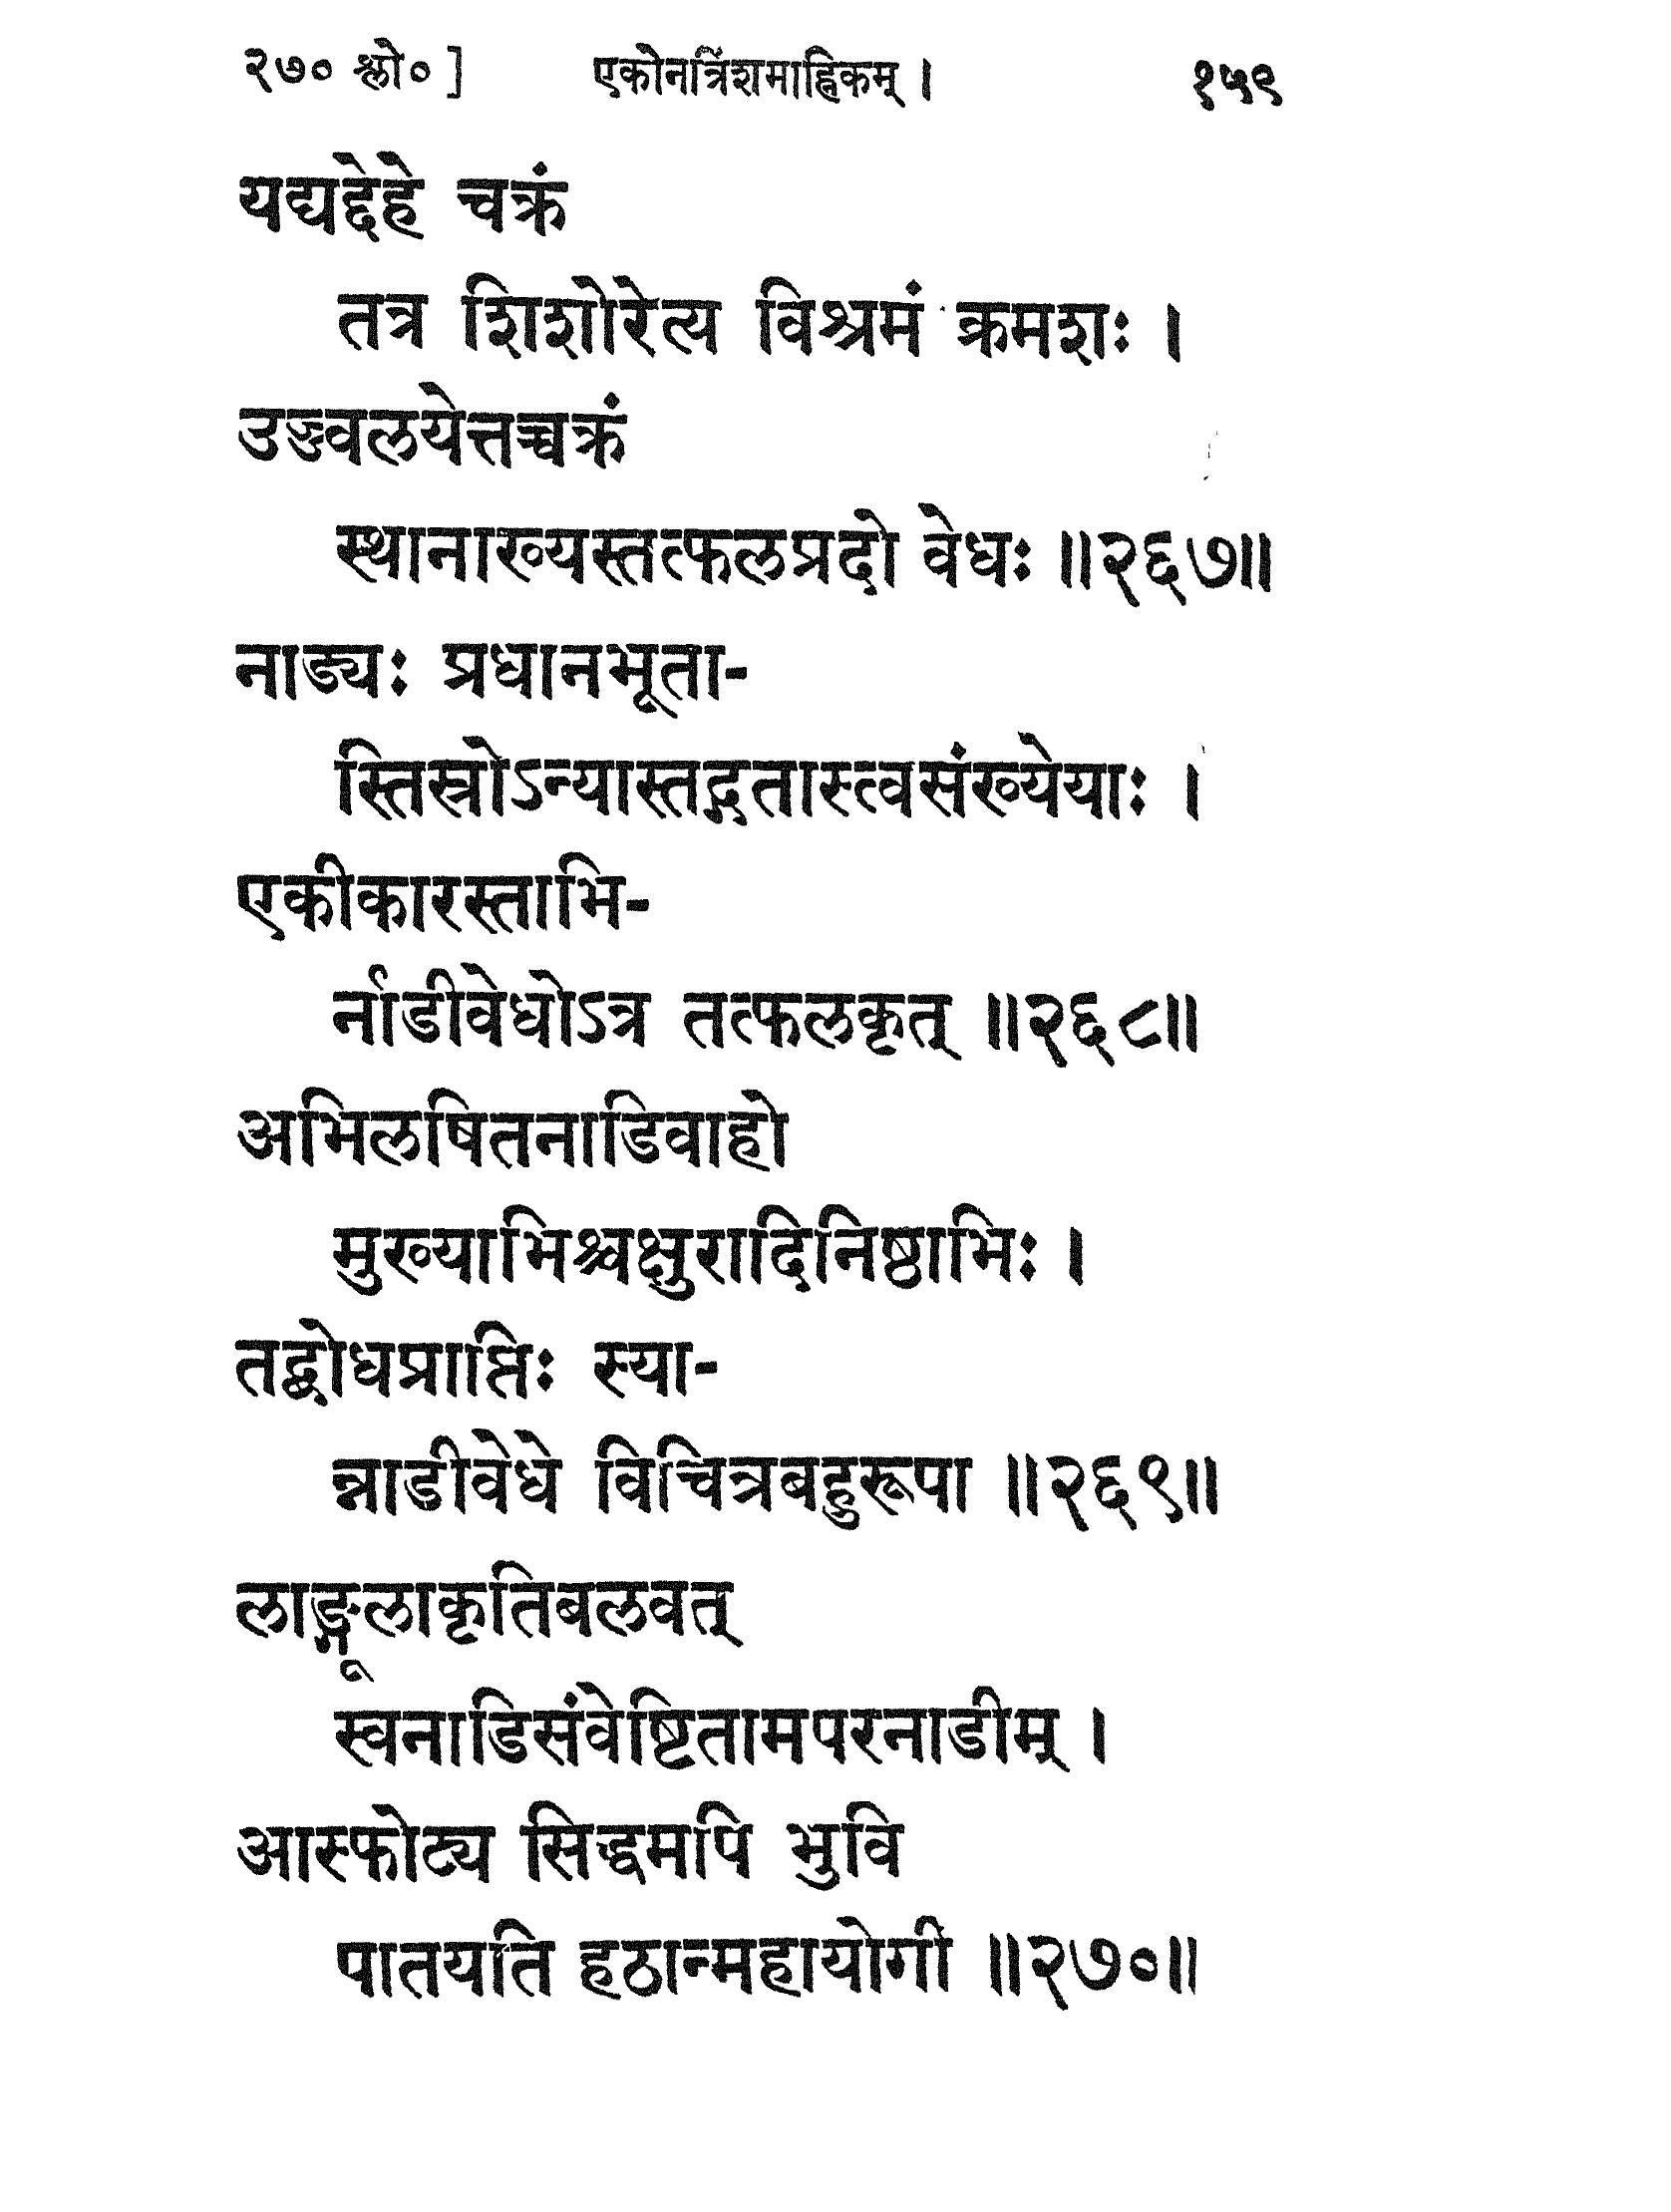 २७० श्लो० ] एकोनत्रिंशमाह्निकम् । १५९
यद्यद्देहे चक्रं
तत्र शिशोरेत्य विश्रमं क्रमशः ।
उज्ज्वलयेत्तच्चक्रं
स्थानाख्यस्तत्फलप्रदो वेधः ॥२६७॥
नाड्यः प्रधानभूता-
स्तिस्रोऽन्यास्तद्गतास्त्वसंख्येयाः ।
एकीकारस्ताभि-
र्नाडीवेधोऽत्र तत्फलकृत् ॥२६८॥
अभिलषितनाडिवाहो
मुख्याभिश्चक्षुरादिनिष्ठाभिः ।
तद्बोधप्राप्तिः स्या-
न्नाडीवेधे विचित्रबहुरूपा ॥२६९॥
लाङ्गूलाकृतिबलवत्
स्वनाडिसंवेष्टितामपरनाडीम् ।
आस्फोट्य सिद्धमपि भुवि
पातयति हठान्महायोगी ॥२७०॥